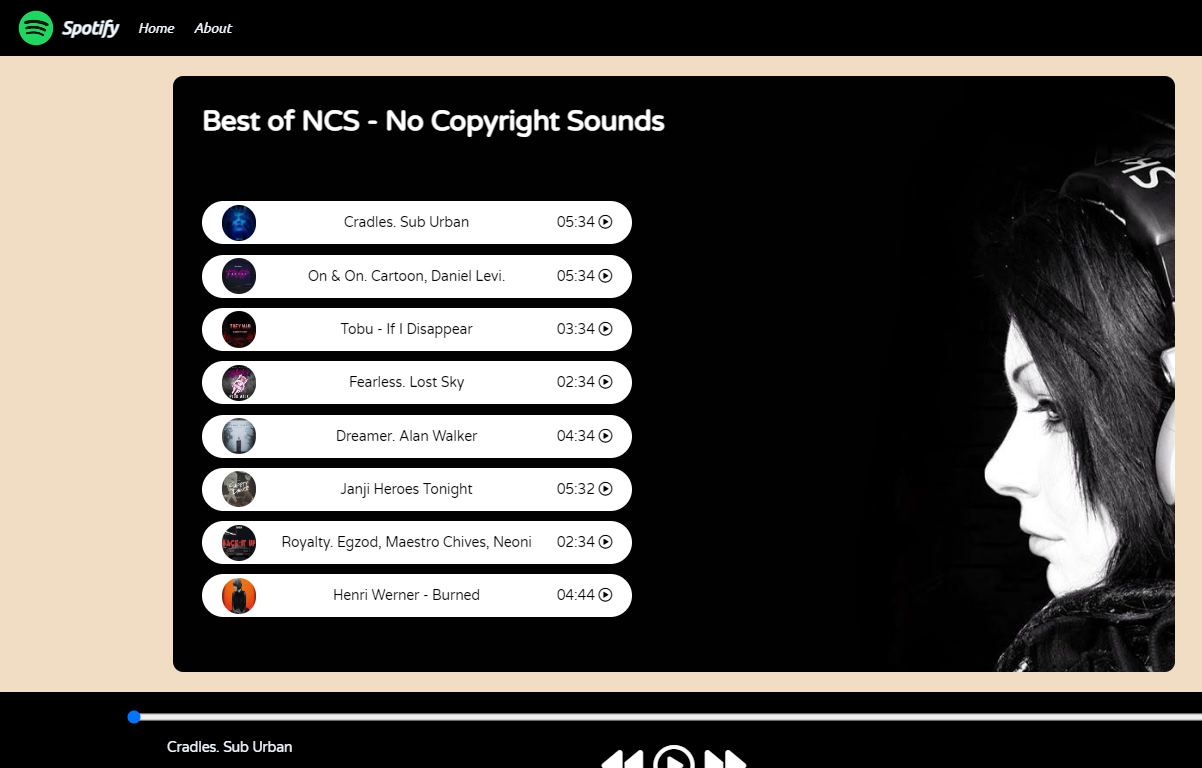 Spotify Home About
Best of NCS - No Copyright Sounds
Cradles. Sub Urban 05:34
On & On. Cartoon, Daniel Levi. 05:34
Tobu - If I Disappear 03:34
Fearless. Lost Sky 02:34
Dreamer. Alan Walker 04:34
Janji Heroes Tonight 05:32
Royalty. Egzod, Maestro Chives, Neoni 02:34
Henri Werner - Burned 04:44
Cradles. Sub Urban